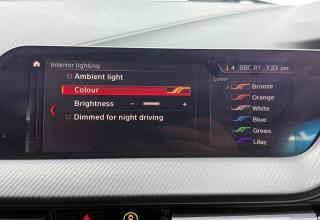 Interior lighting
4 BBC R1 1:33 pm
Ambient light
Colour
Brightness - +
Dimmed for night driving
Colour
Bronze
Orange
White
Blue
Green
Lilac